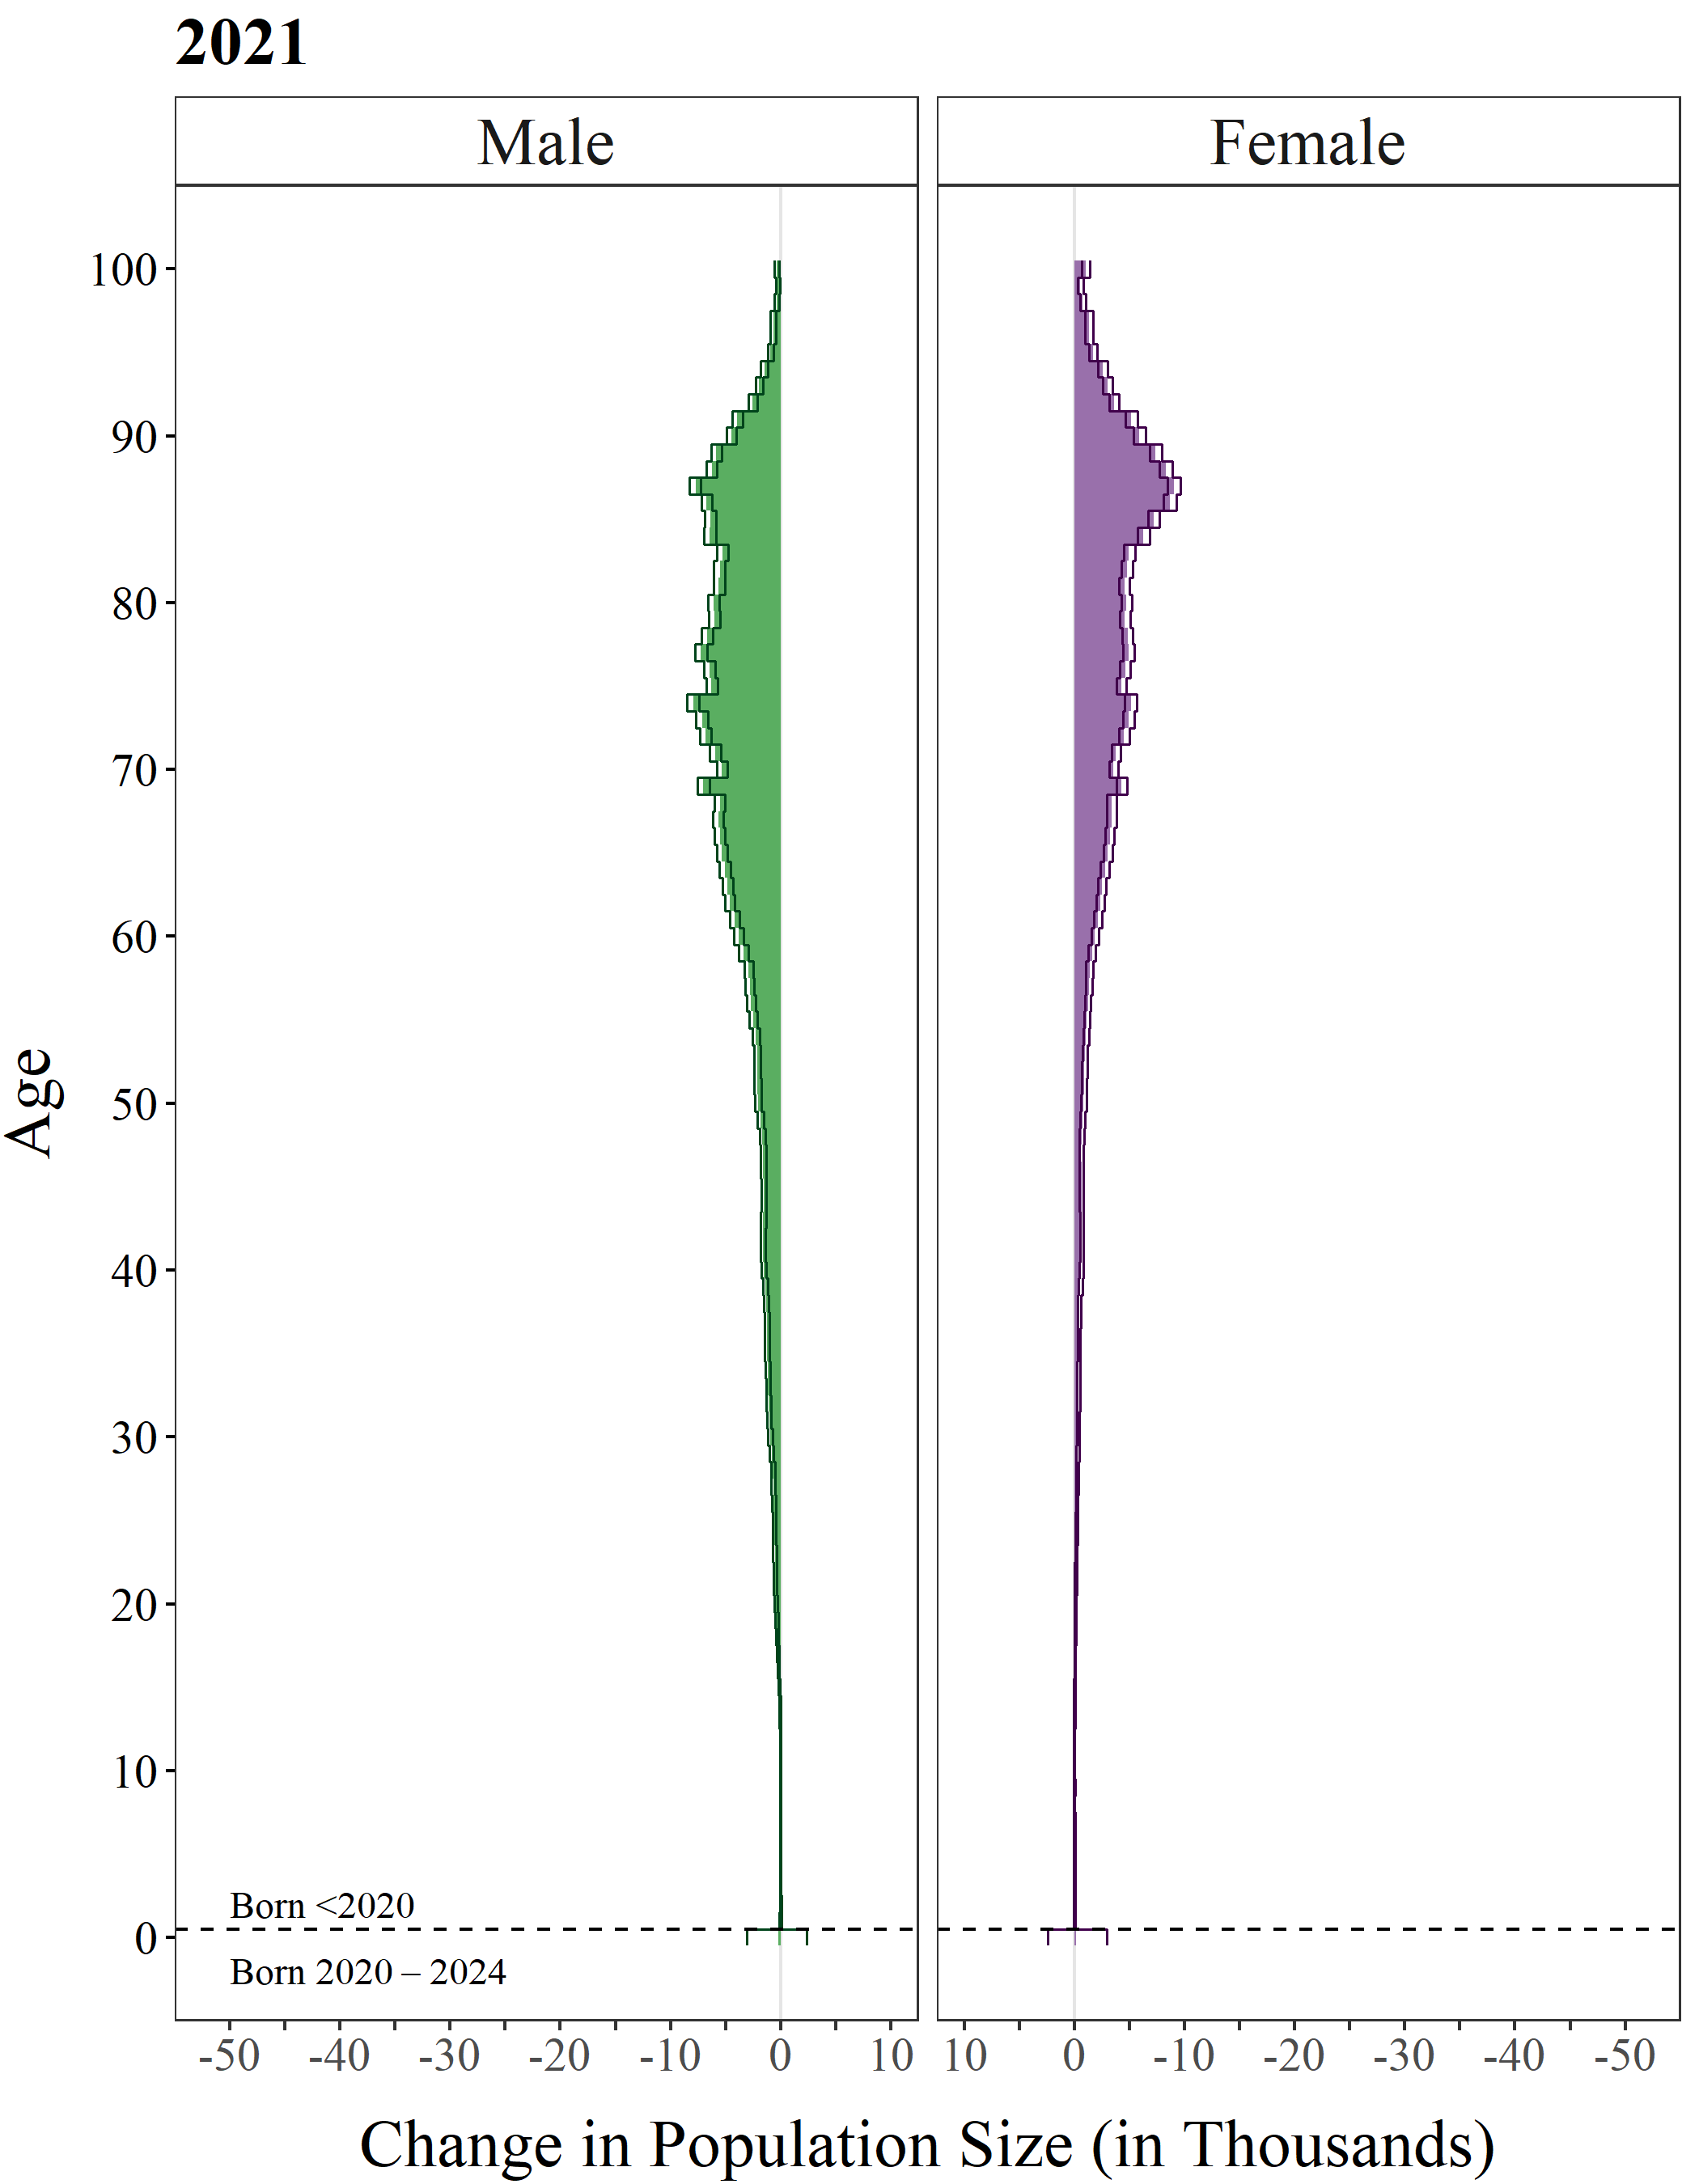 2021
Male
Female
Age
100
90
80
70
60
50
40
30
20
10
0
Born <2020
Born 2020 – 2024
-50 -40 -30 -20 -10 0 10
10 0 -10 -20 -30 -40 -50
Change in Population Size (in Thousands)